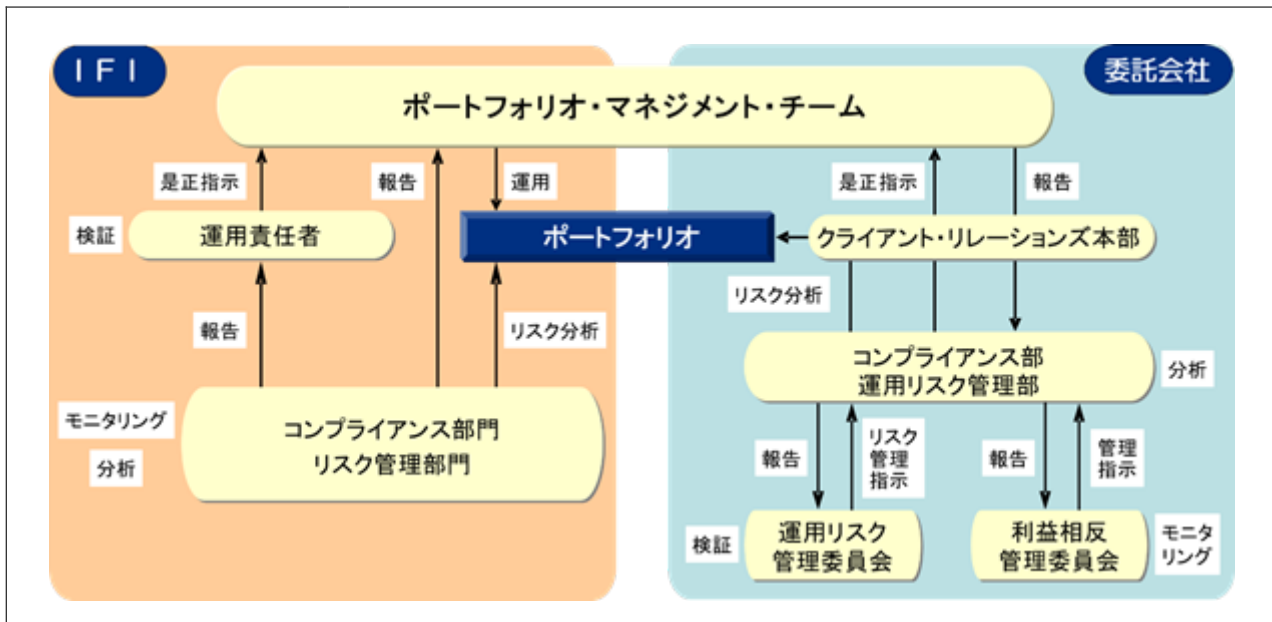 IFI
委託会社
ポートフォリオ・マネジメント・チーム
是正指示
報告
運用
是正指示
報告
検証
運用責任者
ポートフォリオ
クライアント・リレーションズ本部
報告
リスク分析
リスク分析
コンプライアンス部
運用リスク管理部
分析
モニタリング
分析
コンプライアンス部門
リスク管理部門
報告
リスク
管理
指示
報告
管理
指示
検証
運用リスク
管理委員会
利益相反
管理委員会
モニタ
リング